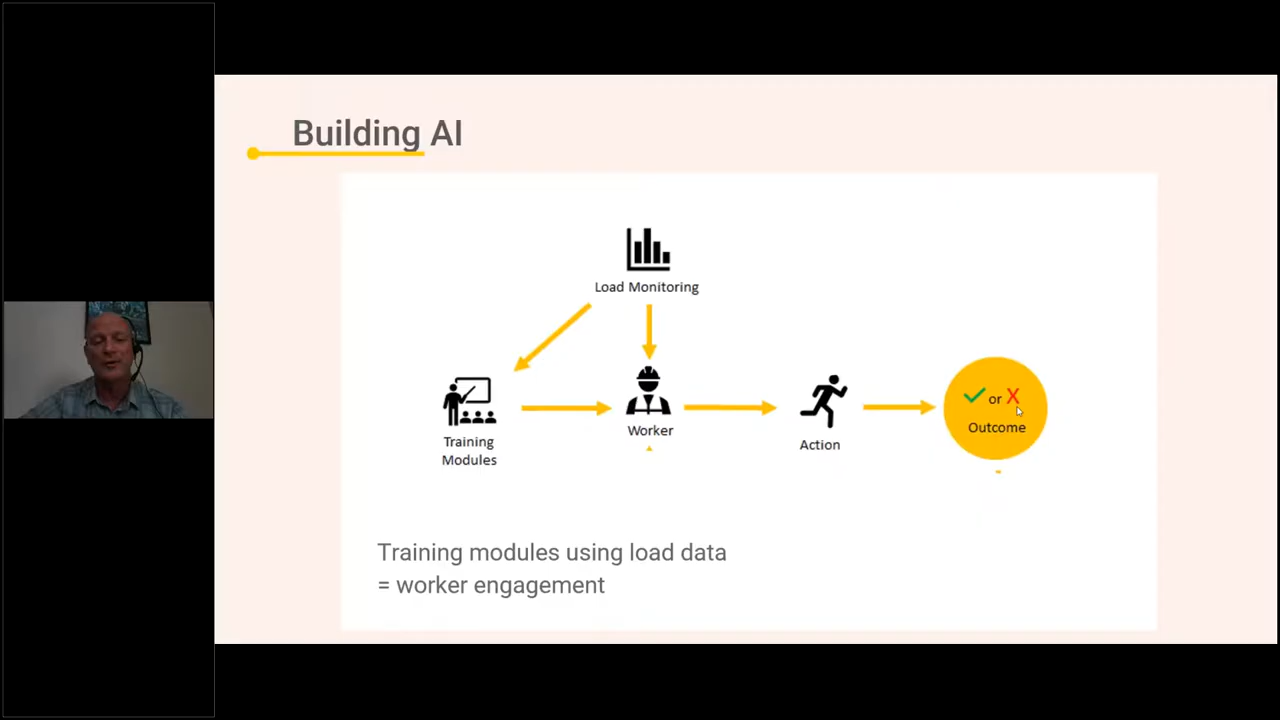 Building AI
Load Monitoring
Training
Modules
Worker
Action
or X
Outcome
Training modules using load data
= worker engagement